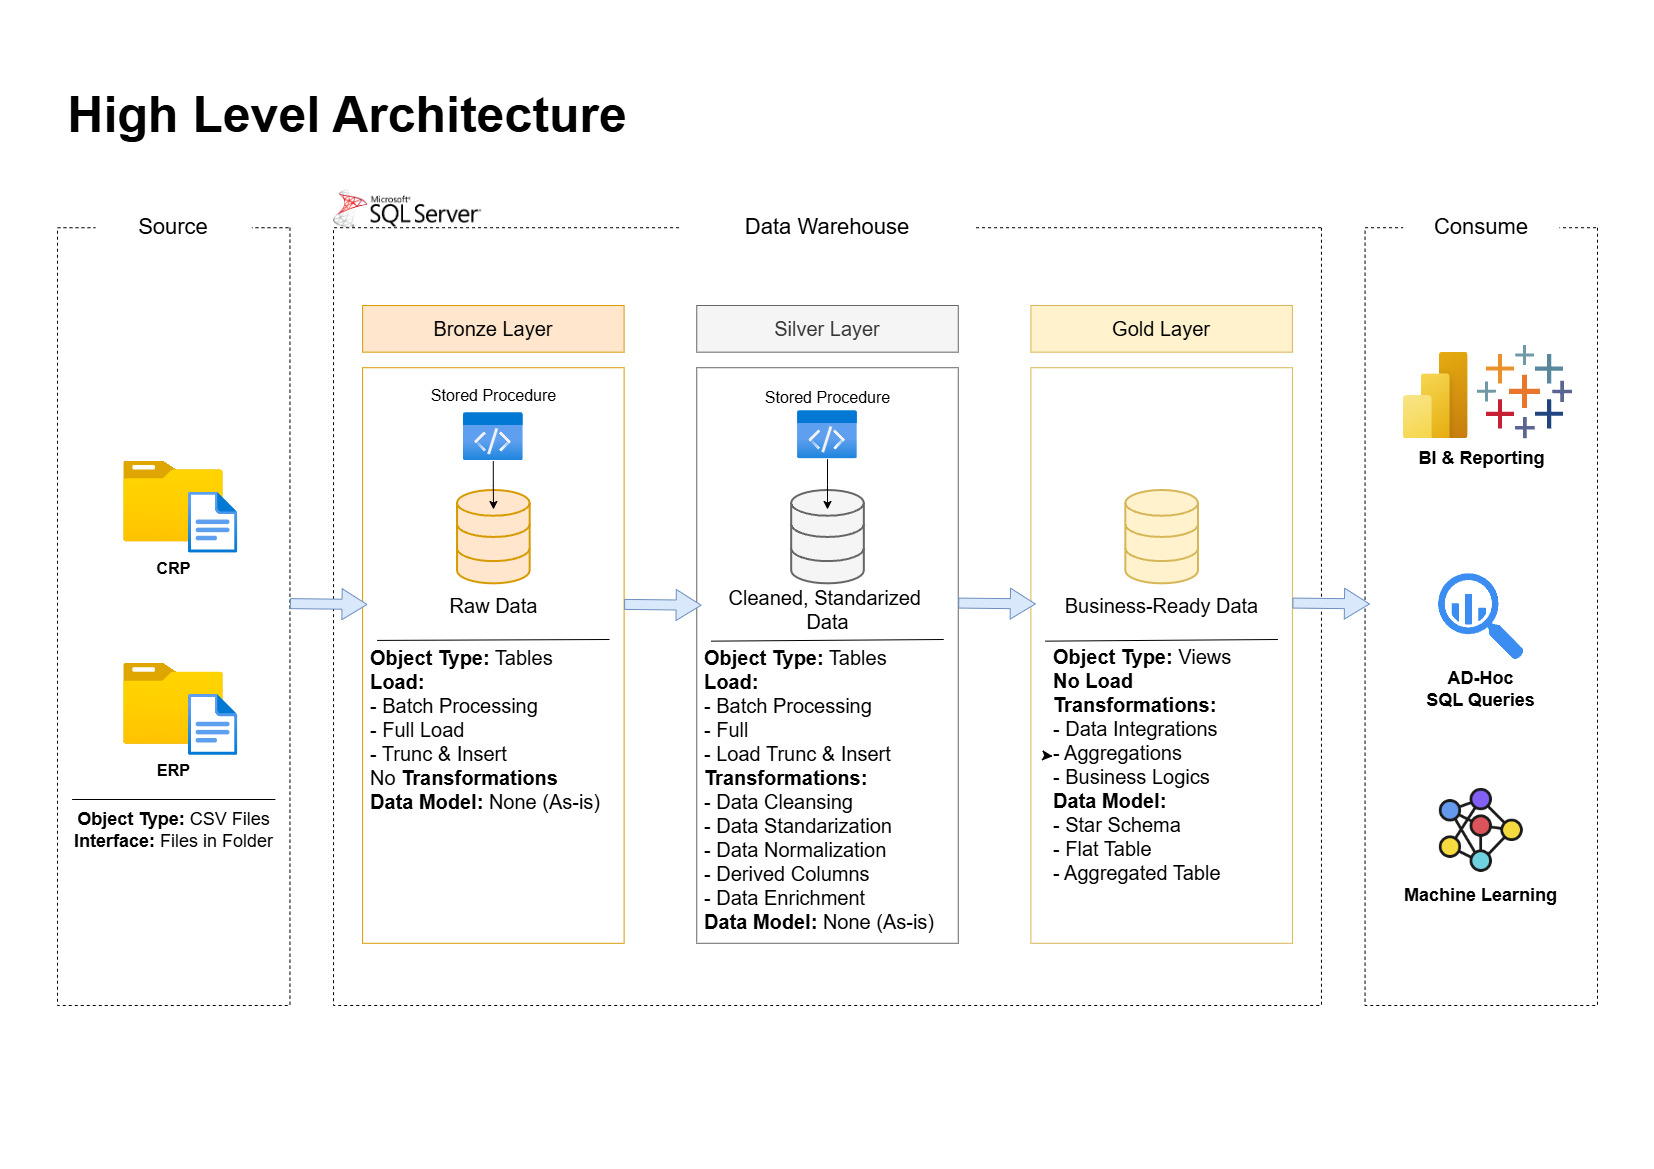 High Level Architecture
Source
CRP
ERP
Object Type: CSV Files
Interface: Files in Folder
Microsoft®
SQL Server
Data Warehouse
Bronze Layer
Stored Procedure
</>
Raw Data
Object Type: Tables
Load:
- Batch Processing
- Full Load
- Trunc & Insert
No Transformations
Data Model: None (As-is)
Silver Layer
Stored Procedure
</>
Cleaned, Standarized
Data
Object Type: Tables
Load:
- Batch Processing
- Full
- Load Trunc & Insert
Transformations:
- Data Cleansing
- Data Standarization
- Data Normalization
- Derived Columns
- Data Enrichment
Data Model: None (As-is)
Gold Layer
Business-Ready Data
Object Type: Views
No Load
Transformations:
- Data Integrations
- Aggregations
- Business Logics
Data Model:
- Star Schema
- Flat Table
- Aggregated Table
Consume
BI & Reporting
AD-Hoc
SQL Queries
Machine Learning